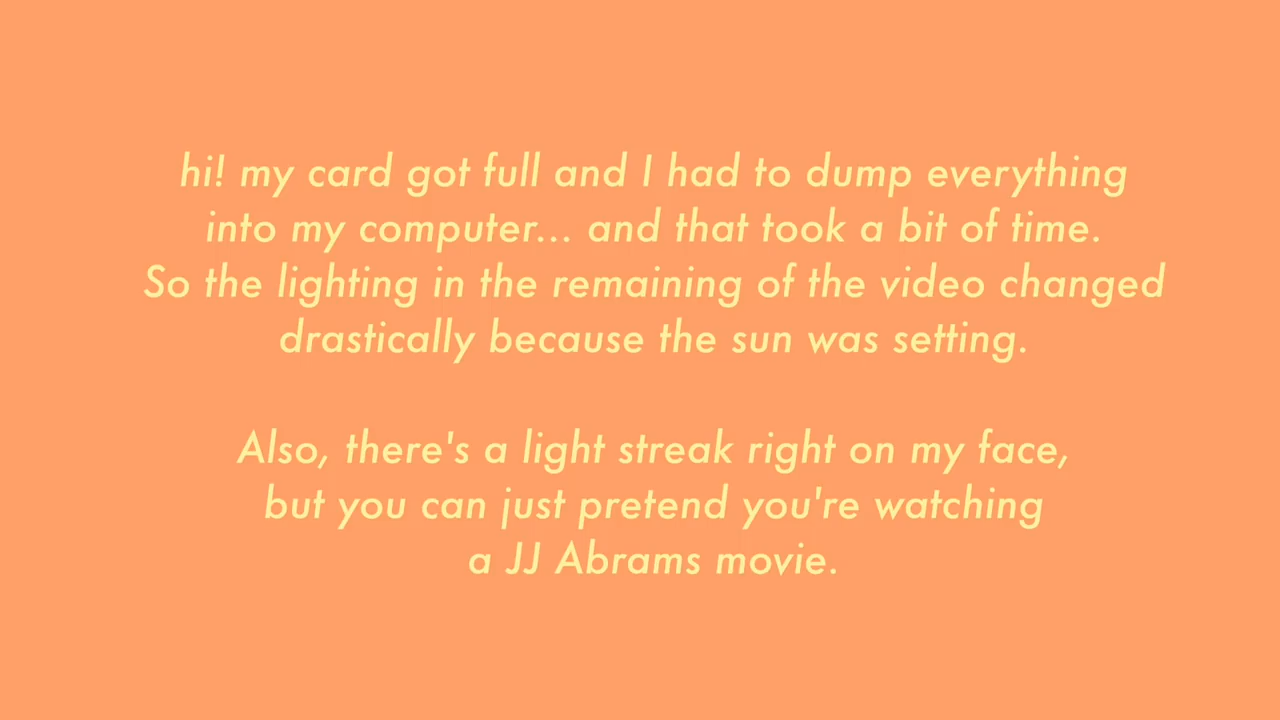 hi! my card got full and I had to dump everything
into my computer... and that took a bit of time.
So the lighting in the remaining of the video changed
drastically because the sun was setting.
Also, there's a light streak right on my face,
but you can just pretend you're watching
a JJ Abrams movie.